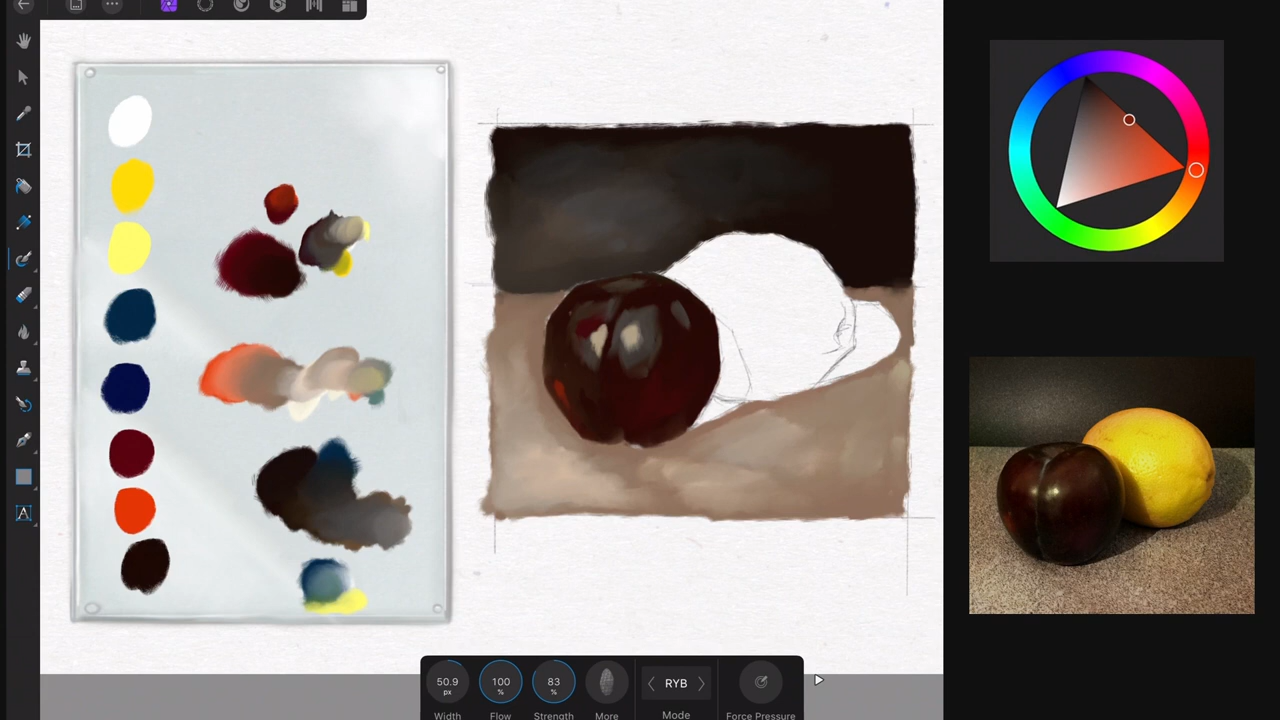 50.9 px
100 %
83 %
RYB
Width
Flow
Strength
More
Mode
Force Pressure
A